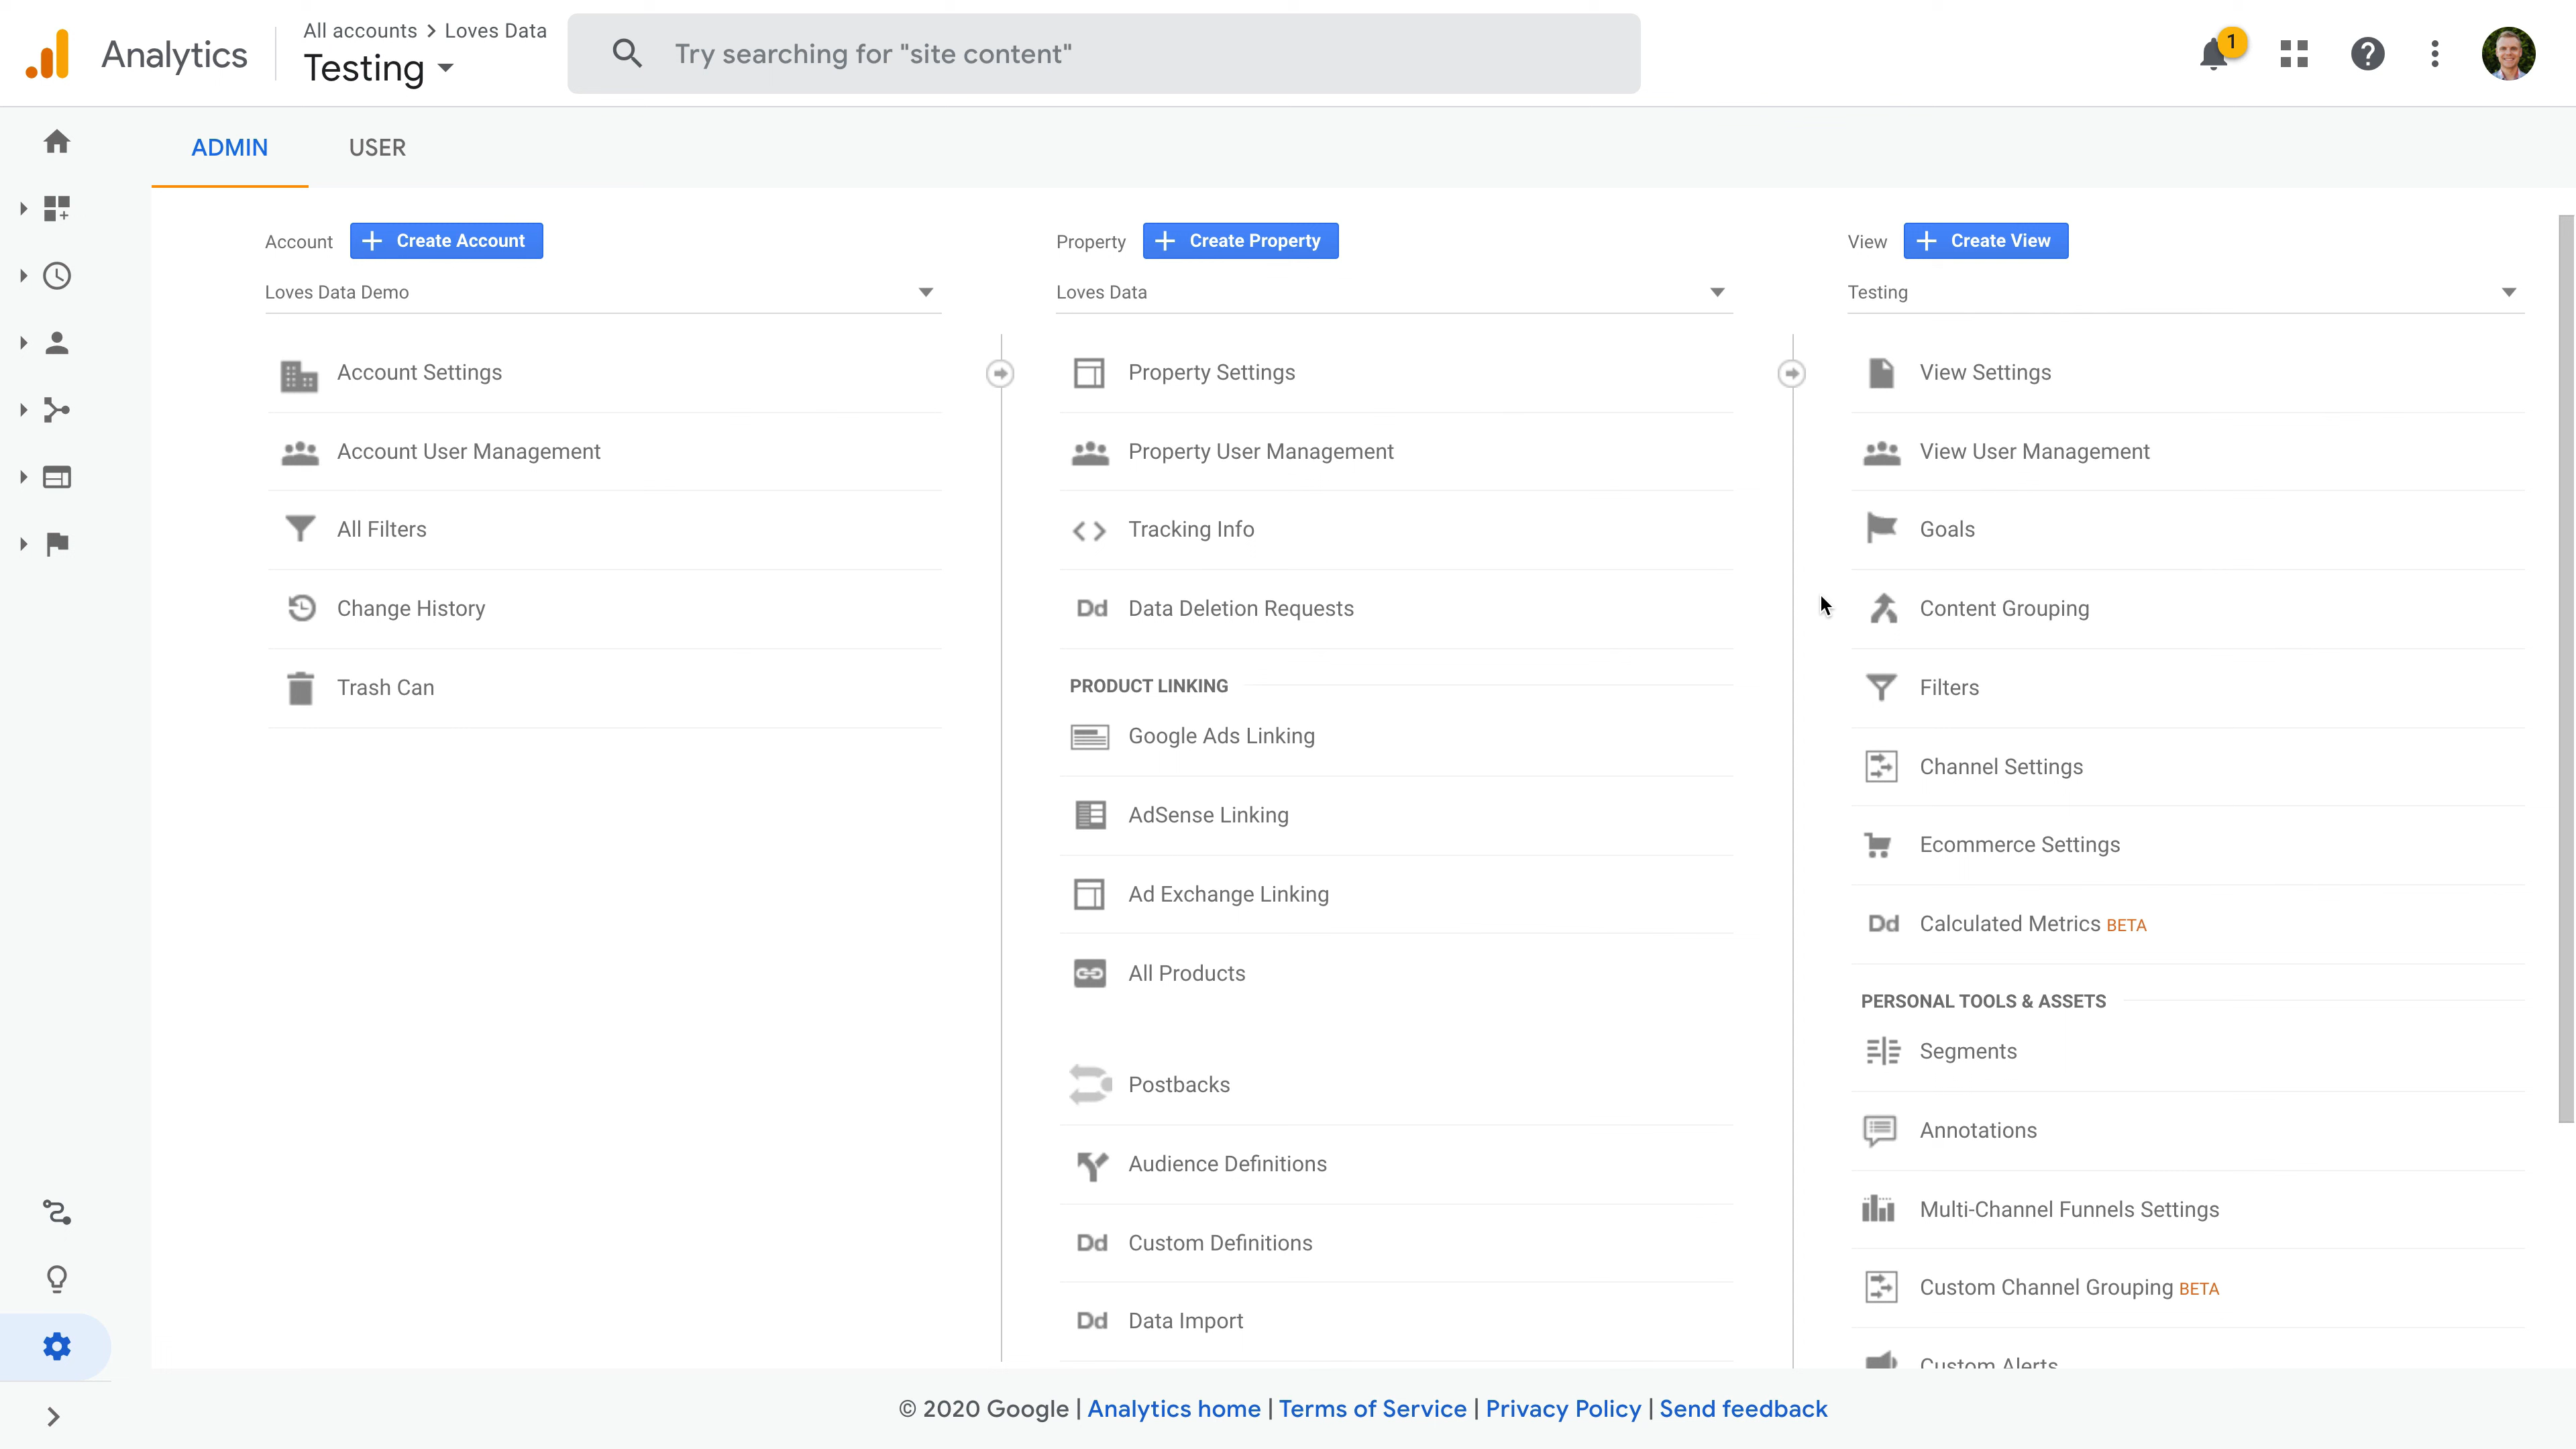 Analytics
All accounts > Loves Data
Testing
Try searching for "site content"
1
ADMIN
USER
Account
Create Account
Loves Data Demo
Account Settings
Account User Management
All Filters
Change History
Trash Can
Property
Create Property
Loves Data
Property Settings
Property User Management
Tracking Info
Dd Data Deletion Requests
PRODUCT LINKING
Google Ads Linking
AdSense Linking
Ad Exchange Linking
All Products
Postbacks
Audience Definitions
Dd Custom Definitions
Dd Data Import
View
Create View
Testing
View Settings
View User Management
Goals
Content Grouping
Filters
Channel Settings
Ecommerce Settings
Dd Calculated Metrics BETA
PERSONAL TOOLS & ASSETS
Segments
Annotations
Multi-Channel Funnels Settings
Custom Channel Grouping BETA
Custom Alerts
© 2020 Google | Analytics home | Terms of Service | Privacy Policy | Send feedback